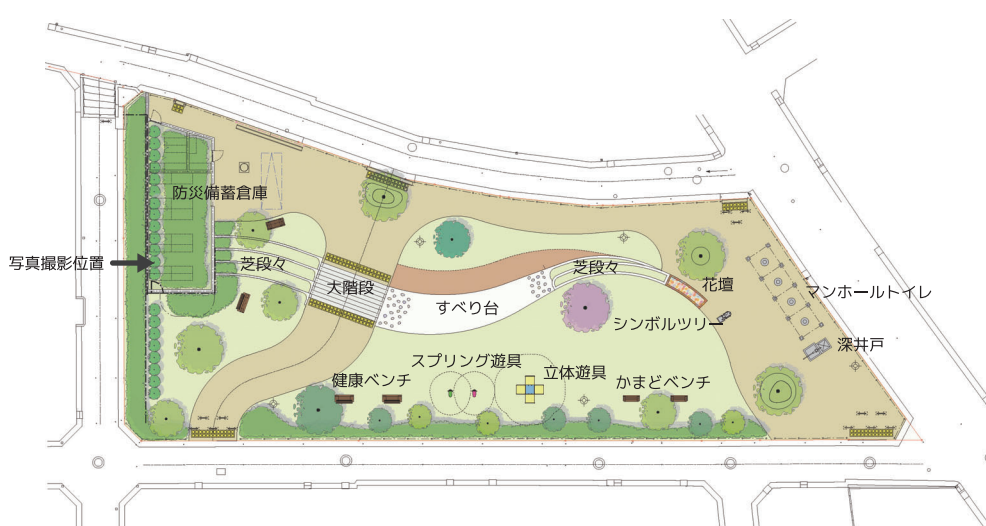 防災備蓄倉庫
写真撮影位置
芝段々
芝段々
大階段
花壇
マンホールトイレ
すべり台
シンボルツリー
深井戸
スプリング遊具
立体遊具
健康ベンチ
かまどベンチ